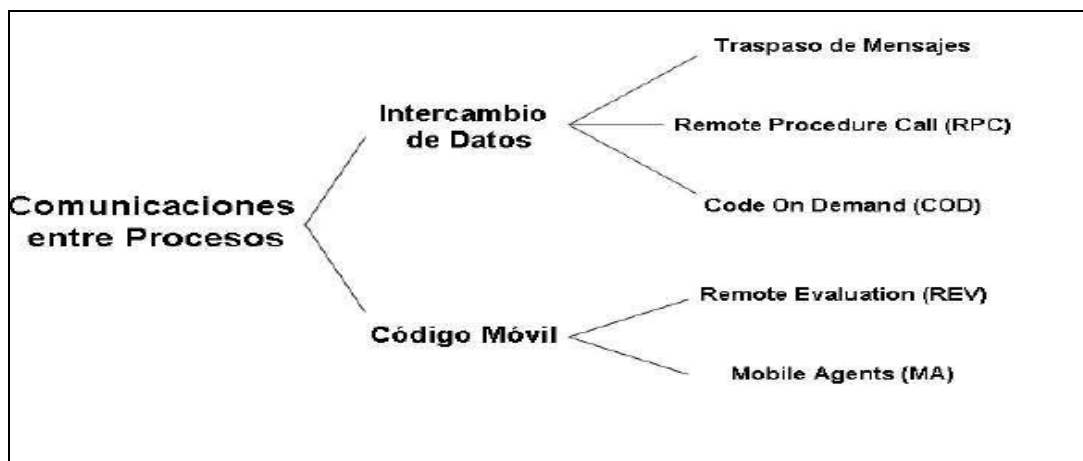 Comunicaciones
entre Procesos
Intercambio
de Datos
Traspaso de Mensajes
Remote Procedure Call (RPC)
Code On Demand (COD)
Código Móvil
Remote Evaluation (REV)
Mobile Agents (MA)